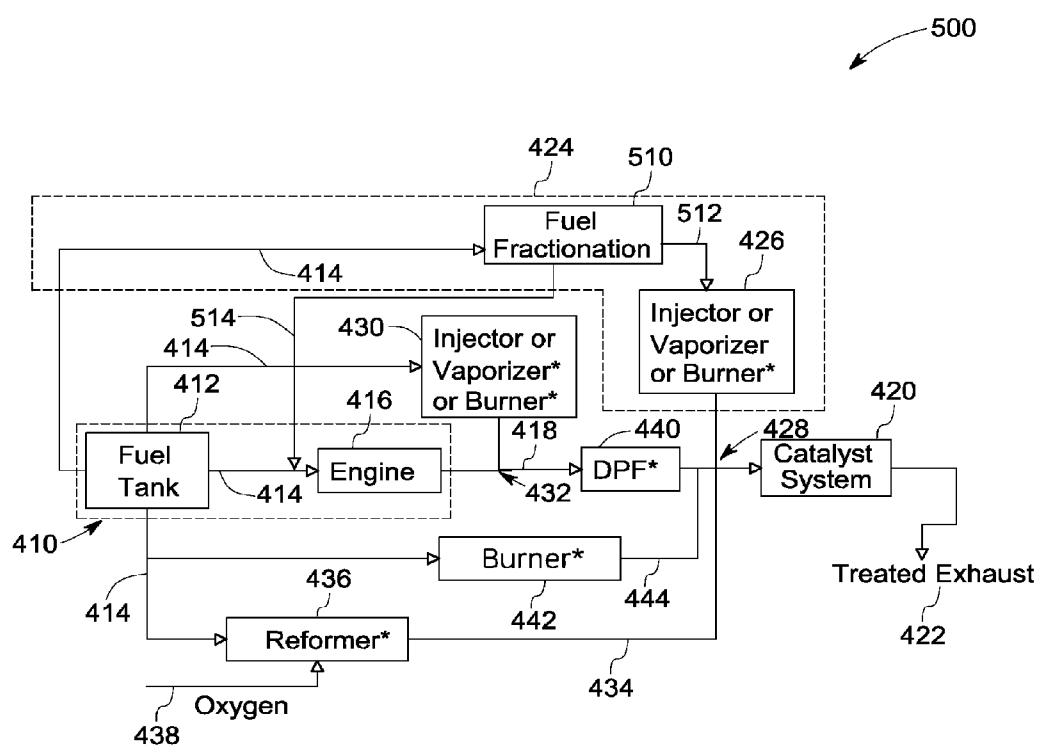 500
424
510
Fuel
Fractionation
512
426
414
Injector or
Vaporizer
or Burner*
514
430
Injector or
Vaporizer*
or Burner*
414
412
416
418
440
428
420
Fuel
Tank
414
Engine
432
DPF*
Catalyst
System
410
Burner*
442
444
Treated Exhaust
422
414
436
Reformer*
434
438
Oxygen